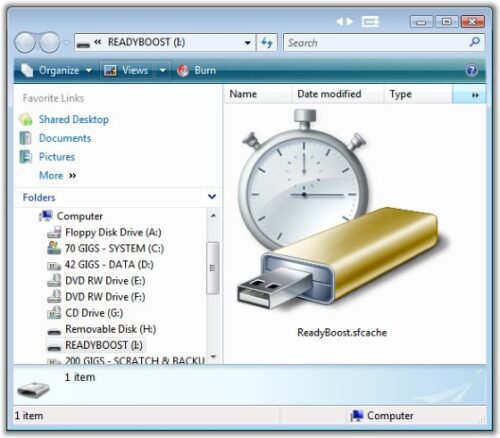 « READYBOOST (I:)
Search
Organize Views Burn
Favorite Links
Shared Desktop
Documents
Pictures
More »
Folders
Computer
Floppy Disk Drive (A:)
70 GIGS - SYSTEM (C:)
42 GIGS - DATA (D:)
DVD RW Drive (E:)
DVD RW Drive (F:)
CD Drive (G:)
Removable Disk (H:)
READYBOOST (I:)
200 GIGS - SCRATCH & BACKU
Name Date modified Type »
ReadyBoost.sfcache
1 item
1 item Computer